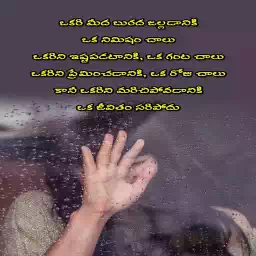 ఒకరి మీద బురద జల్లడానికి
ఒక నిమిషం చాలు
ఒకరిని ఇష్టపడటానికి, ఒక గంట చాలు
ఒకరిని ప్రేమించడానికి, ఒక రోజు చాలు
కానీ ఒకరిని మరిచిపోవడానికి
ఒక జీవితం సరిపోదు